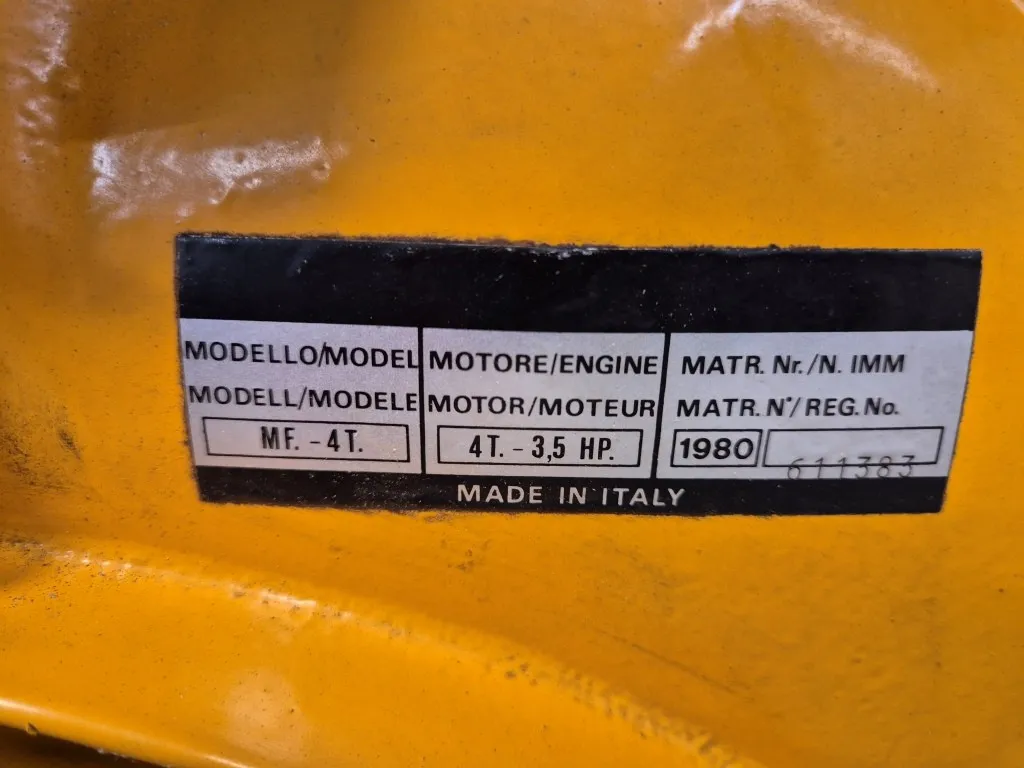 MODELLO/MODEL
MODELL/MODELE
MF. - 4T.
MOTORE/ENGINE
MOTOR/MOTEUR
4T. - 3,5 HP.
MATR. Nr./N. IMM
MATR. N°/REG. No.
1980 611383
MADE IN ITALY